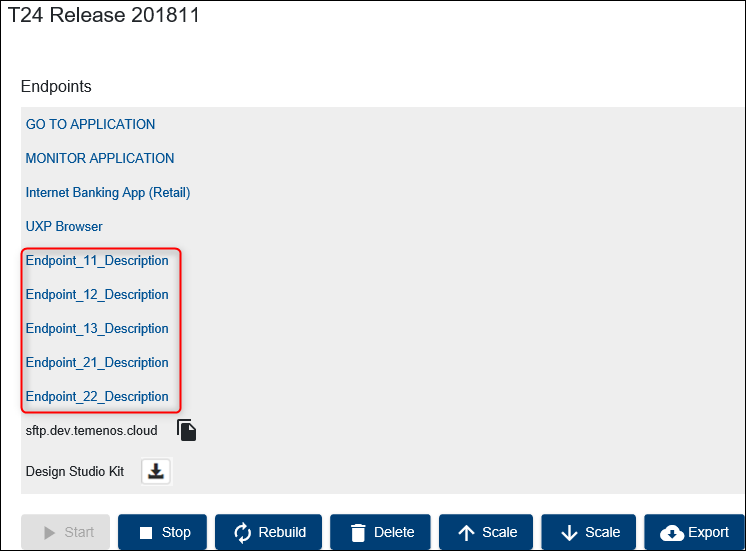 T24 Release 201811
Endpoints
GO TO APPLICATION
MONITOR APPLICATION
Internet Banking App (Retail)
UXP Browser
Endpoint_11_Description
Endpoint_12_Description
Endpoint_13_Description
Endpoint_21_Description
Endpoint_22_Description
sftp.dev.temenos.cloud
Design Studio Kit
Start Stop Rebuild Delete Scale Scale Export